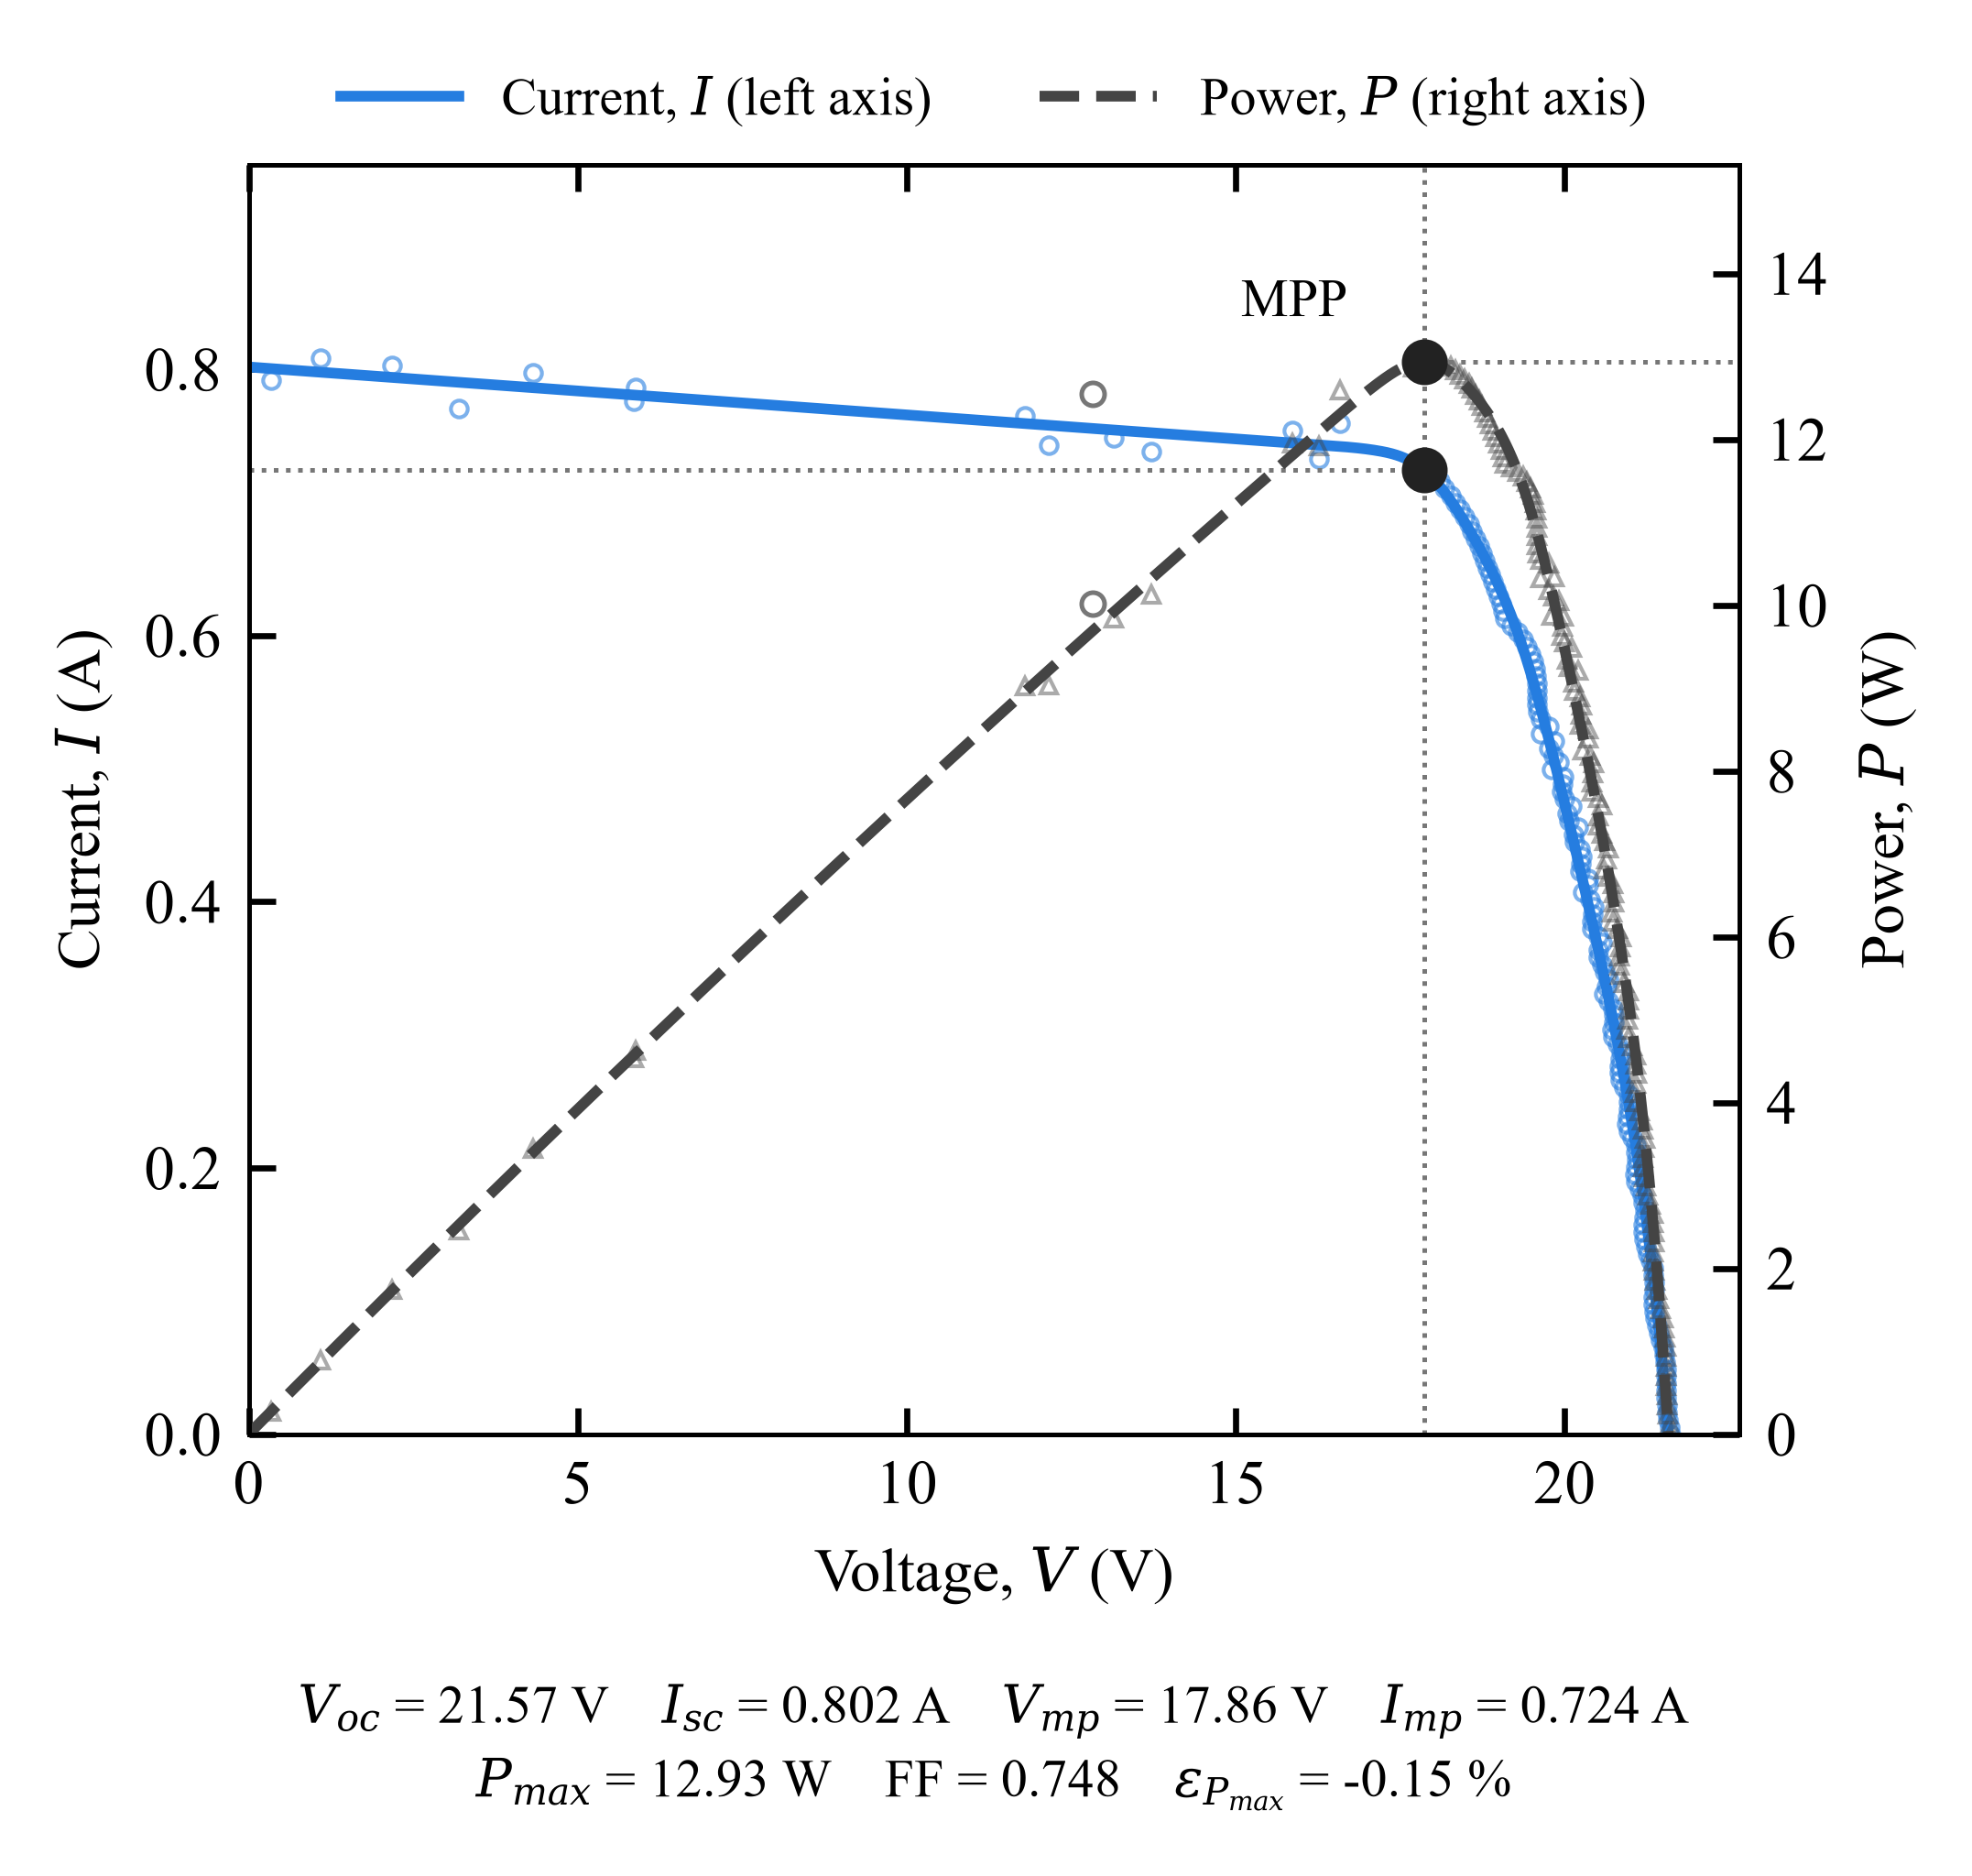 Current, I (left axis) Power, P (right axis)
MPP
Current, I (A)
0.8
0.6
0.4
0.2
0.0
14
12
10
8
6
4
2
0
Power, P (W)
0 5 10 15 20
Voltage, V (V)
V_oc = 21.57 V I_sc = 0.802 A V_mp = 17.86 V I_mp = 0.724 A
P_max = 12.93 W FF = 0.748 ε_P_max = -0.15 %